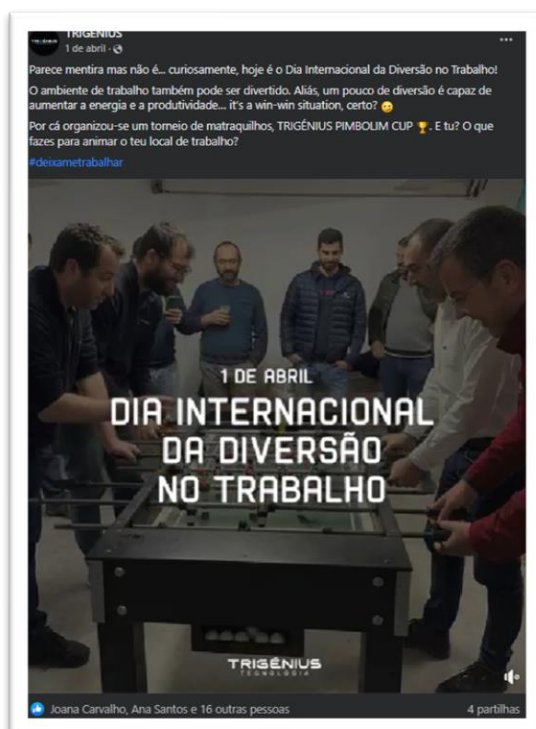 TRIGÉNIUS
1 de abril ·
Parece mentira mas não é... curiosamente, hoje é o Dia Internacional da Diversão no Trabalho!
O ambiente de trabalho também pode ser divertido. Aliás, um pouco de diversão é capaz de
aumentar a energia e a produtividade... it's a win-win situation, certo? 😉
Por cá organizou-se um torneio de matraquilhos, TRIGÉNIUS PIMBOLIM CUP 🏆. E tu? O que
fazes para animar o teu local de trabalho?
#deixametrabalhar
1 DE ABRIL
DIA INTERNACIONAL
DA DIVERSÃO
NO TRABALHO
TRIGÉNIUS
TECNOLOGIA
Joana Carvalho, Ana Santos e 16 outras pessoas
4 partilhas